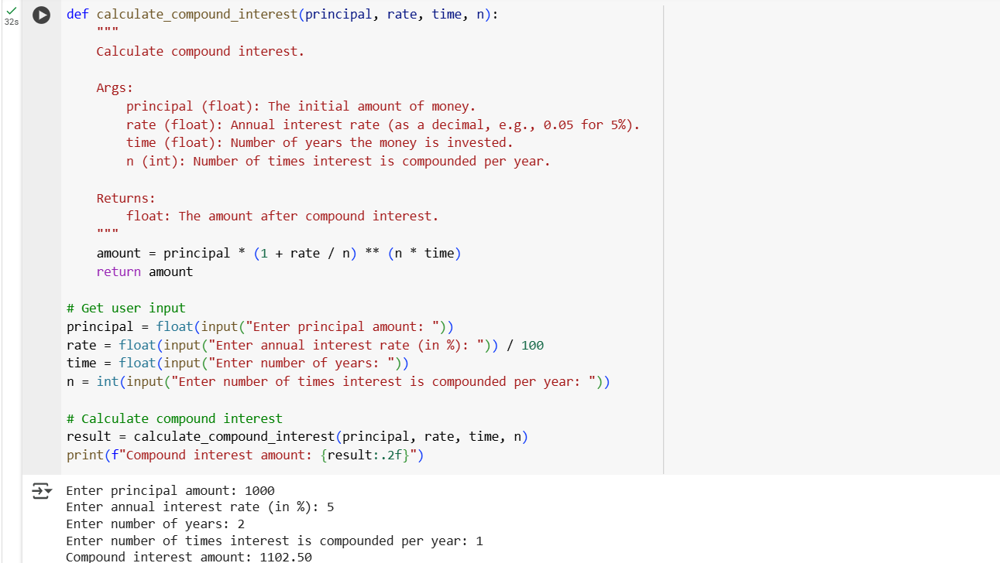 32s
def calculate_compound_interest(principal, rate, time, n):
    """
    Calculate compound interest.

    Args:
        principal (float): The initial amount of money.
        rate (float): Annual interest rate (as a decimal, e.g., 0.05 for 5%).
        time (float): Number of years the money is invested.
        n (int): Number of times interest is compounded per year.

    Returns:
        float: The amount after compound interest.
    """
    amount = principal * (1 + rate / n) ** (n * time)
    return amount

# Get user input
principal = float(input("Enter principal amount: "))
rate = float(input("Enter annual interest rate (in %): ")) / 100
time = float(input("Enter number of years: "))
n = int(input("Enter number of times interest is compounded per year: "))

# Calculate compound interest
result = calculate_compound_interest(principal, rate, time, n)
print(f"Compound interest amount: {result:.2f}")
Enter principal amount: 1000
Enter annual interest rate (in %): 5
Enter number of years: 2
Enter number of times interest is compounded per year: 1
Compound interest amount: 1102.50